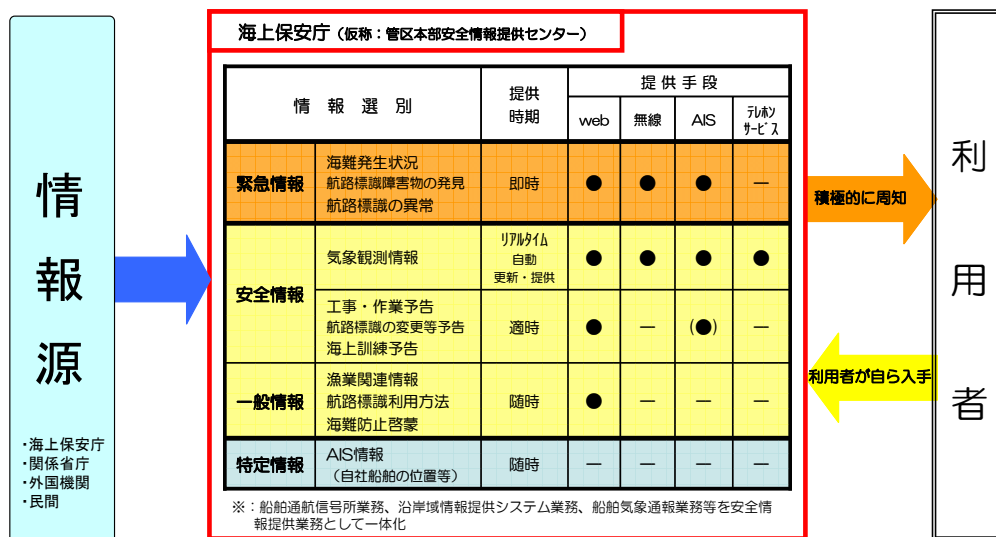 情報源
・海上保安庁
・関係省庁
・外国機関
・民間
海上保安庁（仮称：管区本部安全情報提供センター）
情報選別
提供
時期
提供手段
web
無線
AIS
ﾃﾚﾎﾝ
ｻｰﾋﾞｽ
緊急情報
海難発生状況
航路標識障害物の発見
航路標識の異常
即時
●
●
●
―
安全情報
気象観測情報
ﾘｱﾙﾀｲﾑ
自動
更新・提供
●
●
●
●
工事・作業予告
航路標識の変更等予告
海上訓練予告
適時
●
―
(●)
―
一般情報
漁業関連情報
航路標識利用方法
海難防止啓蒙
随時
●
―
―
―
特定情報
AIS情報
（自社船舶の位置等）
随時
―
―
―
―
※：船舶通航信号所業務、沿岸域情報提供システム業務、船舶気象通報業務等を安全情
報提供業務として一体化
積極的に周知
利用者が自ら入手
利用者